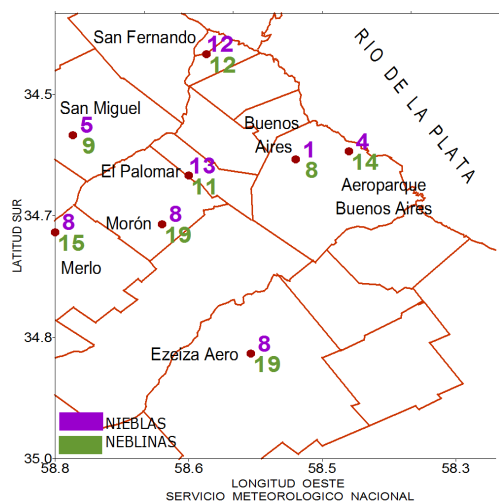 San Fernando
12
12
RIO DE LA PLATA
34.5
San Miguel
5
9
Buenos
Aires
1
8
4
14
Aeroparque
Buenos Aires
El Palomar
13
11
34.7
Morón
8
19
8
15
Merlo
LATITUD SUR
34.8
Ezeiza Aero
8
19
NIEBLAS
NEBLINAS
35.0
58.8
58.6
58.5
58.3
LONGITUD OESTE
SERVICIO METEOROLOGICO NACIONAL